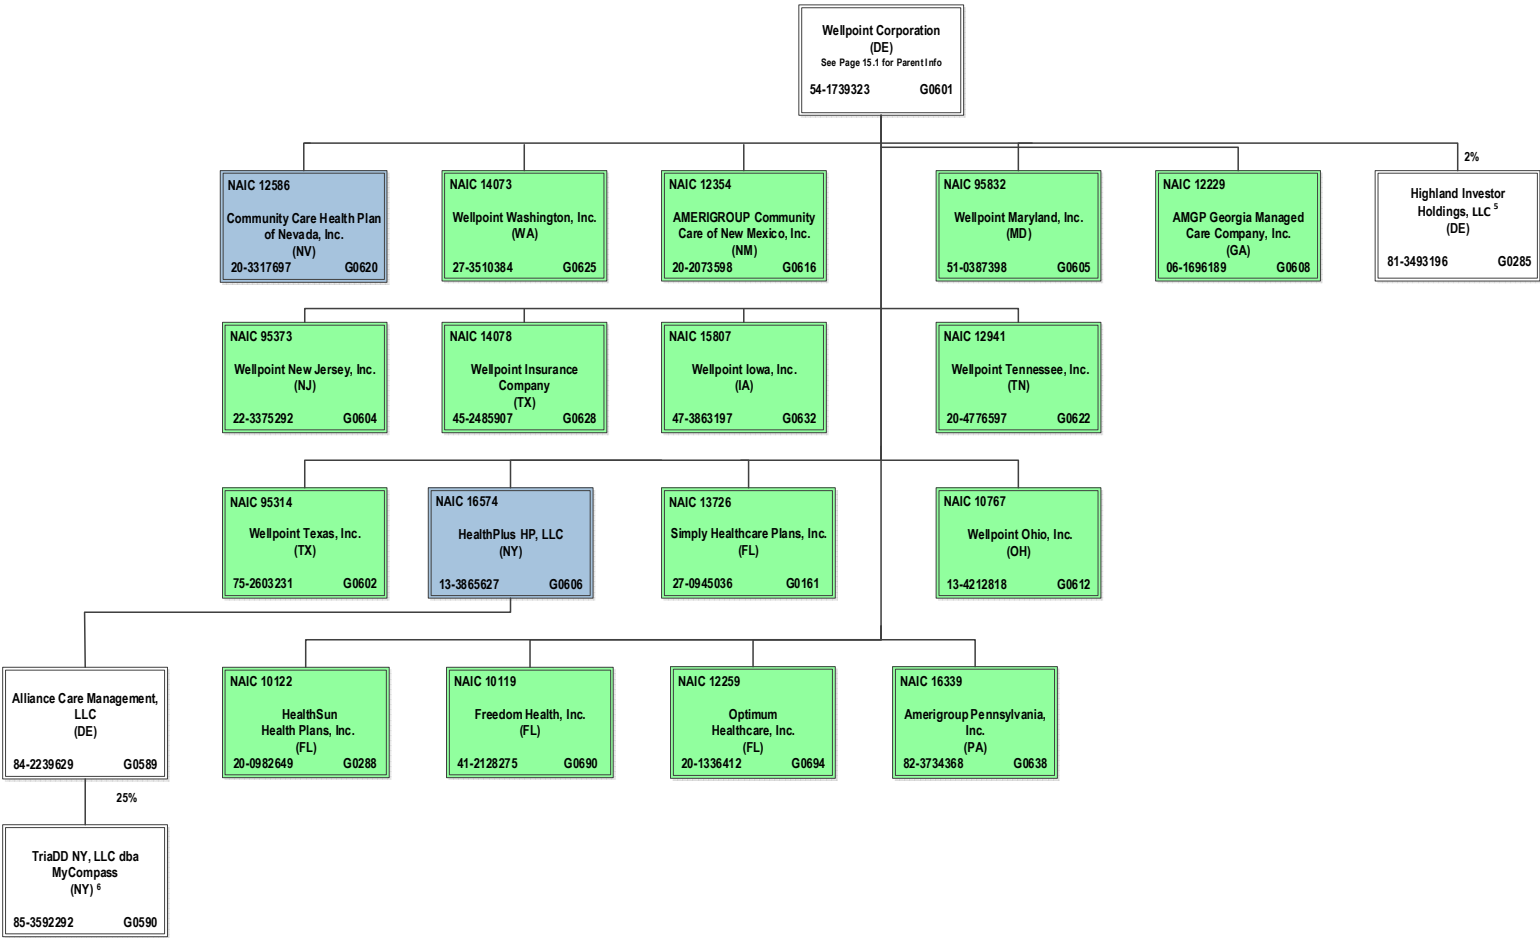 Wellpoint Corporation
(DE)
See Page 15.1 for Parent Info
54-1739323 G0601
2%
NAIC 12586
Community Care Health Plan
of Nevada, Inc.
(NV)
20-3317697 G0620
NAIC 14073
Wellpoint Washington, Inc.
(WA)
27-3510384 G0625
NAIC 12354
AMERIGROUP Community
Care of New Mexico, Inc.
(NM)
20-2073598 G0616
NAIC 95832
Wellpoint Maryland, Inc.
(MD)
51-0387398 G0605
NAIC 12229
AMGP Georgia Managed
Care Company, Inc.
(GA)
06-1696189 G0608
Highland Investor
Holdings, LLC 5
(DE)
81-3493196 G0285
NAIC 95373
Wellpoint New Jersey, Inc.
(NJ)
22-3375292 G0604
NAIC 14078
Wellpoint Insurance
Company
(TX)
45-2485907 G0628
NAIC 15807
Wellpoint Iowa, Inc.
(IA)
47-3863197 G0632
NAIC 12941
Wellpoint Tennessee, Inc.
(TN)
20-4776597 G0622
NAIC 95314
Wellpoint Texas, Inc.
(TX)
75-2603231 G0602
NAIC 16574
HealthPlus HP, LLC
(NY)
13-3865627 G0606
NAIC 13726
Simply Healthcare Plans, Inc.
(FL)
27-0945036 G0161
NAIC 10767
Wellpoint Ohio, Inc.
(OH)
13-4212818 G0612
Alliance Care Management,
LLC
(DE)
84-2239629 G0589
NAIC 10122
HealthSun
Health Plans, Inc.
(FL)
20-0982649 G0288
NAIC 10119
Freedom Health, Inc.
(FL)
41-2128275 G0690
NAIC 12259
Optimum
Healthcare, Inc.
(FL)
20-1336412 G0694
NAIC 16339
Amerigroup Pennsylvania,
Inc.
(PA)
82-3734368 G0638
25%
TriaDD NY, LLC dba
MyCompass
(NY) 6
85-3592292 G0590